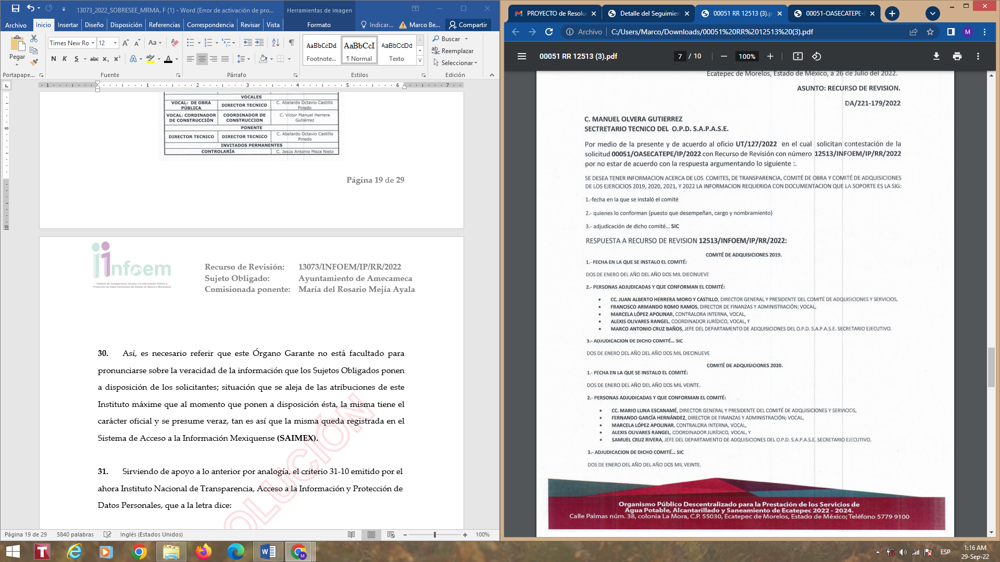 13073_2022_SOBRESEE_MRMA. F (1) - Word (Error de activación de pro...
Herramientas de imagen
Archivo
Inicio
Insertar
Diseño
Disposición
Referencias
Correspondencia
Revisar
Vista
Formato
Indicar...
Marco Be...
Compartir
Pegar
Times New Ro
12
Aa
N K S abc x₂ x²
AaBbCcDd
AaBbCcI
AaBbCcDd
Footnote...
¶ Normal
Texto
Buscar
Reemplazar
Seleccionar
Portapape...
Fuente
Párrafo
Estilos
Edición
1 1 2 3 4 5 6 7
VOCALES
VOCAL: DE OBRA PÚBLICA
DIRECTOR TECNICO
C. Abelardo Octavio Castillo Pinedo
VOCAL: CORDINADOR DE CONSTRUCCIÓN
COORDINADOR DE CONSTRUCCION
C. Víctor Manuel Herrera Gutiérrez
PONENTE
DIRECTOR TECNICO
DIRECTOR TECNICO
C. Abelardo Octavio Castillo Pinedo
INVITADOS PERMANENTES
CONTROLARÍA
C. Jesús Antonio Meza Nieto
Página 19 de 29
infoem
Instituto de Transparencia, Acceso a la Información Pública y
Protección de Datos Personales del Estado de México y Municipios
Recurso de Revisión: 13073/INFOEM/IP/RR/2022
Sujeto Obligado: Ayuntamiento de Amecameca
Comisionada ponente: María del Rosario Mejía Ayala
30. Así, es necesario referir que este Órgano Garante no está facultado para
pronunciarse sobre la veracidad de la información que los Sujetos Obligados ponen
a disposición de los solicitantes; situación que se aleja de las atribuciones de este
Instituto máxime que al momento que ponen a disposición ésta, la misma tiene el
carácter oficial y se presume veraz, tan es así que la misma queda registrada en el
Sistema de Acceso a la Información Mexiquense (SAIMEX).
31. Sirviendo de apoyo a lo anterior por analogía, el criterio 31-10 emitido por el
ahora Instituto Nacional de Transparencia, Acceso a la Información y Protección de
Datos Personales, que a la letra dice:
OLUCIÓN
Página 19 de 29
5840 palabras
Inglés (Estados Unidos)
100%
PROYECTO de Resolu
Detalle del Seguimien
00051 RR 12513 (3).p
00051-OASECATEPE-
Archivo
C:/Users/Marco/Downloads/00051%20RR%2012513%20(3).pdf
M
00051 RR 12513 (3).pdf
7 / 10
100%
Ecatepec de Morelos, Estado de México, a 26 de Julio del 2022.
ASUNTO: RECURSO DE REVISION.
DA/221-179/2022
C. MANUEL OLVERA GUTIERREZ
SECTRETARIO TECNICO DEL O.P.D. S.A.P.A.S.E.
Por medio de la presente y de acuerdo al oficio UT/127/2022 en el cual solicitan contestación de la
solicitud 00051/OASECATEPE/IP/2022 con Recurso de Revisión con número 12513/INFOEM/IP/RR/2022
por no estar de acuerdo con la respuesta argumentando lo siguiente :.
SE DESEA TENER INFORMACION ACERCA DE LOS COMITES, DE TRANSPARENCIA, COMITÉ DE OBRA Y COMITÉ DE ADQUISICIONES
DE LOS EJERCICIOS 2019, 2020, 2021, Y 2022 LA INFORMACION REQUERIDA CON DOCUMENTACION QUE LA SOPORTE ES LA SIG:
1.-fecha en la que se instaló el comité
2.- quienes lo conforman (puesto que desempeñan, cargo y nombramiento)
3.- adjudicación de dicho comité... SIC
RESPUESTA A RECURSO DE REVISION 12513/INFOEM/IP/RR/2022:
COMITÉ DE ADQUISICIONES 2019.
1.- FECHA EN LA QUE SE INSTALO EL COMITÉ:
DOS DE ENERO DEL AÑO DEL AÑO DOS MIL DIECINUEVE
2.- PERSONAS ADJUDICADAS Y QUE CONFORMAN EL COMITÉ:
• CC. JUAN ALBERTO HERRERA MORO Y CASTILLO, DIRECTOR GENERAL Y PRESIDENTE DEL COMITÉ DE ADQUISICIONES Y SERVICIOS,
• FRANCISCO ARMANDO ROMO RAMOS, DIRECTOR DE FINANZAS Y ADMINISTRACIÓN; VOCAL,
• MARCELA LÓPEZ APOLINAR, CONTRALORA INTERNA, VOCAL,
• ALEXIS OLIVARES RANGEL, COORDINADOR JURÍDICO, VOCAL, Y
• MARCO ANTONIO CRUZ BAÑOS, JEFE DEL DEPARTAMENTO DE ADQUISICIONES DEL O.P.D. S.A.P.A.S.E. SECRETARIO EJECUTIVO.
3.- ADJUDICACION DE DICHO COMITÉ... SIC
DOS DE ENERO DEL AÑO DEL AÑO DOS MIL DIECINUEVE
COMITÉ DE ADQUISICIONES 2020.
1.- FECHA EN LA QUE SE INSTALO EL COMITÉ:
DOS DE ENERO DEL AÑO DEL AÑO DOS MIL VEINTE.
2.- PERSONAS ADJUDICADAS Y QUE CONFORMAN EL COMITÉ:
• CC. MARIO LUNA ESCANAMÉ, DIRECTOR GENERAL Y PRESIDENTE DEL COMITÉ DE ADQUISICIONES Y SERVICIOS,
• FERNANDO GARCÍA HERNÁNDEZ, DIRECTOR DE FINANZAS Y ADMINISTRACIÓN; VOCAL,
• MARCELA LÓPEZ APOLINAR, CONTRALORA INTERNA, VOCAL,
• ALEXIS OLIVARES RANGEL, COORDINADOR JURÍDICO, VOCAL, Y
• SAMUEL CRUZ RIVERA, JEFE DEL DEPARTAMENTO DE ADQUISICIONES DEL O.P.D. S.A.P.A.S.E. SECRETARIO EJECUTIVO.
3.- ADJUDICACION DE DICHO COMITÉ... SIC
DOS DE ENERO DEL AÑO DEL AÑO DOS MIL VEINTE.
Organismo Público Descentralizado para la Prestación de los Servicios de
Agua Potable, Alcantarillado y Saneamiento de Ecatepec 2022 - 2024.
Calle Palmas núm. 38, colonia La Mora, C.P. 55030, Ecatepec de Morelos, Estado de México; Teléfono 5779 9100
ESP
1:16 AM
29-Sep-22